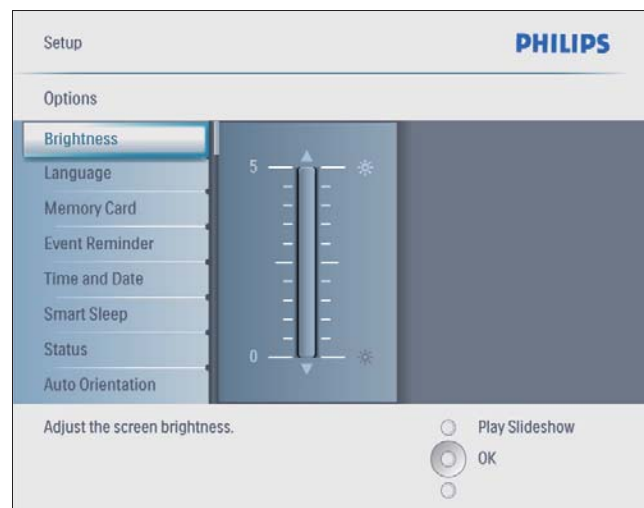 Setup
PHILIPS
Options
Brightness
Language
Memory Card
Event Reminder
Time and Date
Smart Sleep
Status
Auto Orientation
5
0
Adjust the screen brightness.
Play Slideshow
OK